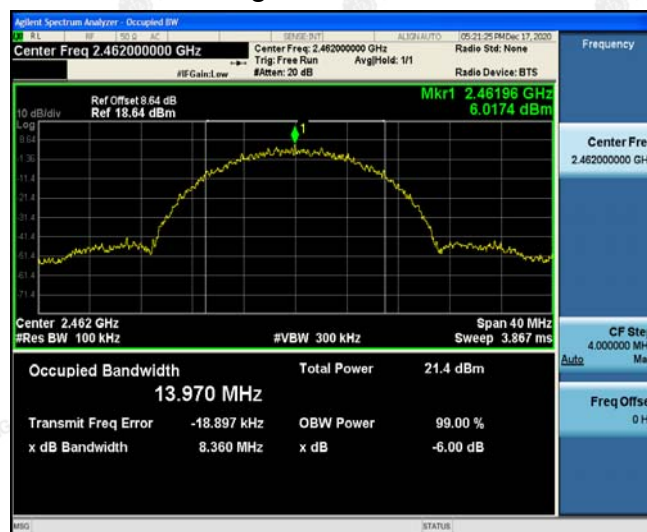 Agilent Spectrum Analyzer - Occupied BW
RL RF 50 Ω AC SENSE:INT ALIGN AUTO 05:21:25 PM Dec 17, 2020
Center Freq 2.462000000 GHz
Center Freq: 2.462000000 GHz
Radio Std: None
Trig: Free Run Avg|Hold: 1/1
#IFGain:Low #Atten: 20 dB Radio Device: BTS
Frequency
Ref Offset 8.64 dB
10 dB/div Ref 18.64 dBm
Mkr1 2.46196 GHz
6.0174 dBm
Log
8.64
-1.36
-11.4
-21.4
-31.4
-41.4
-51.4
-61.4
-71.4
1
Center 2.462 GHz Span 40 MHz
#Res BW 100 kHz #VBW 300 kHz Sweep 3.867 ms
Occupied Bandwidth Total Power 21.4 dBm
13.970 MHz
Transmit Freq Error -18.897 kHz OBW Power 99.00 %
x dB Bandwidth 8.360 MHz x dB -6.00 dB
Center Fre
2.462000000 GH
CF Ste
4.000000 MH
Auto Ma
Freq Offse
0 H
MSG STATUS